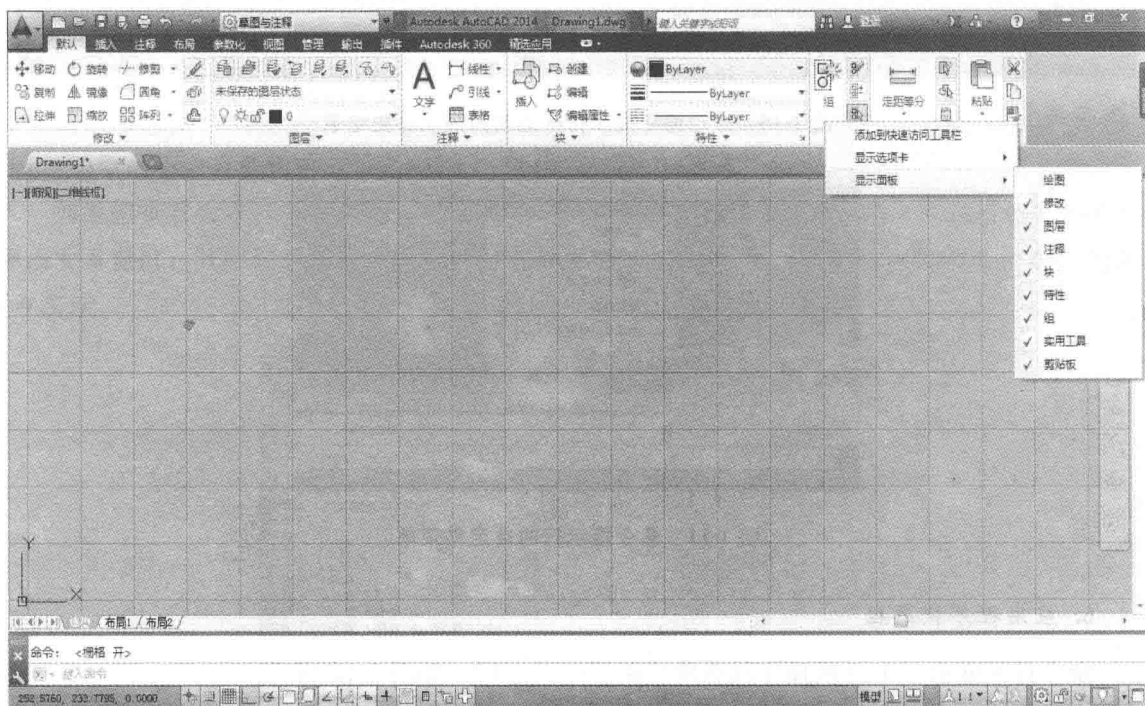 草图与注释 Autodesk AutoCAD 2014 Drawing1.dwg 键入关键字或短语 登录
默认 插入 注释 布局 参数化 视图 管理 输出 插件 Autodesk 360 精选应用
移动 旋转 修剪
复制 镜像 圆角
拉伸 缩放 阵列
修改
未保存的图层状态
0
图层
文字
线性
引线
表格
注释
插入
创建
编辑
编辑属性
块
ByLayer
ByLayer
ByLayer
特性
组
定距等分
粘贴
添加到快速访问工具栏
显示选项卡
显示面板
绘图
修改
图层
注释
块
特性
组
实用工具
剪贴板
Drawing1*
[-][俯视][二维线框]
Y
X
布局1 布局2
命令: <栅格 开>
键入命令
模型 1:1